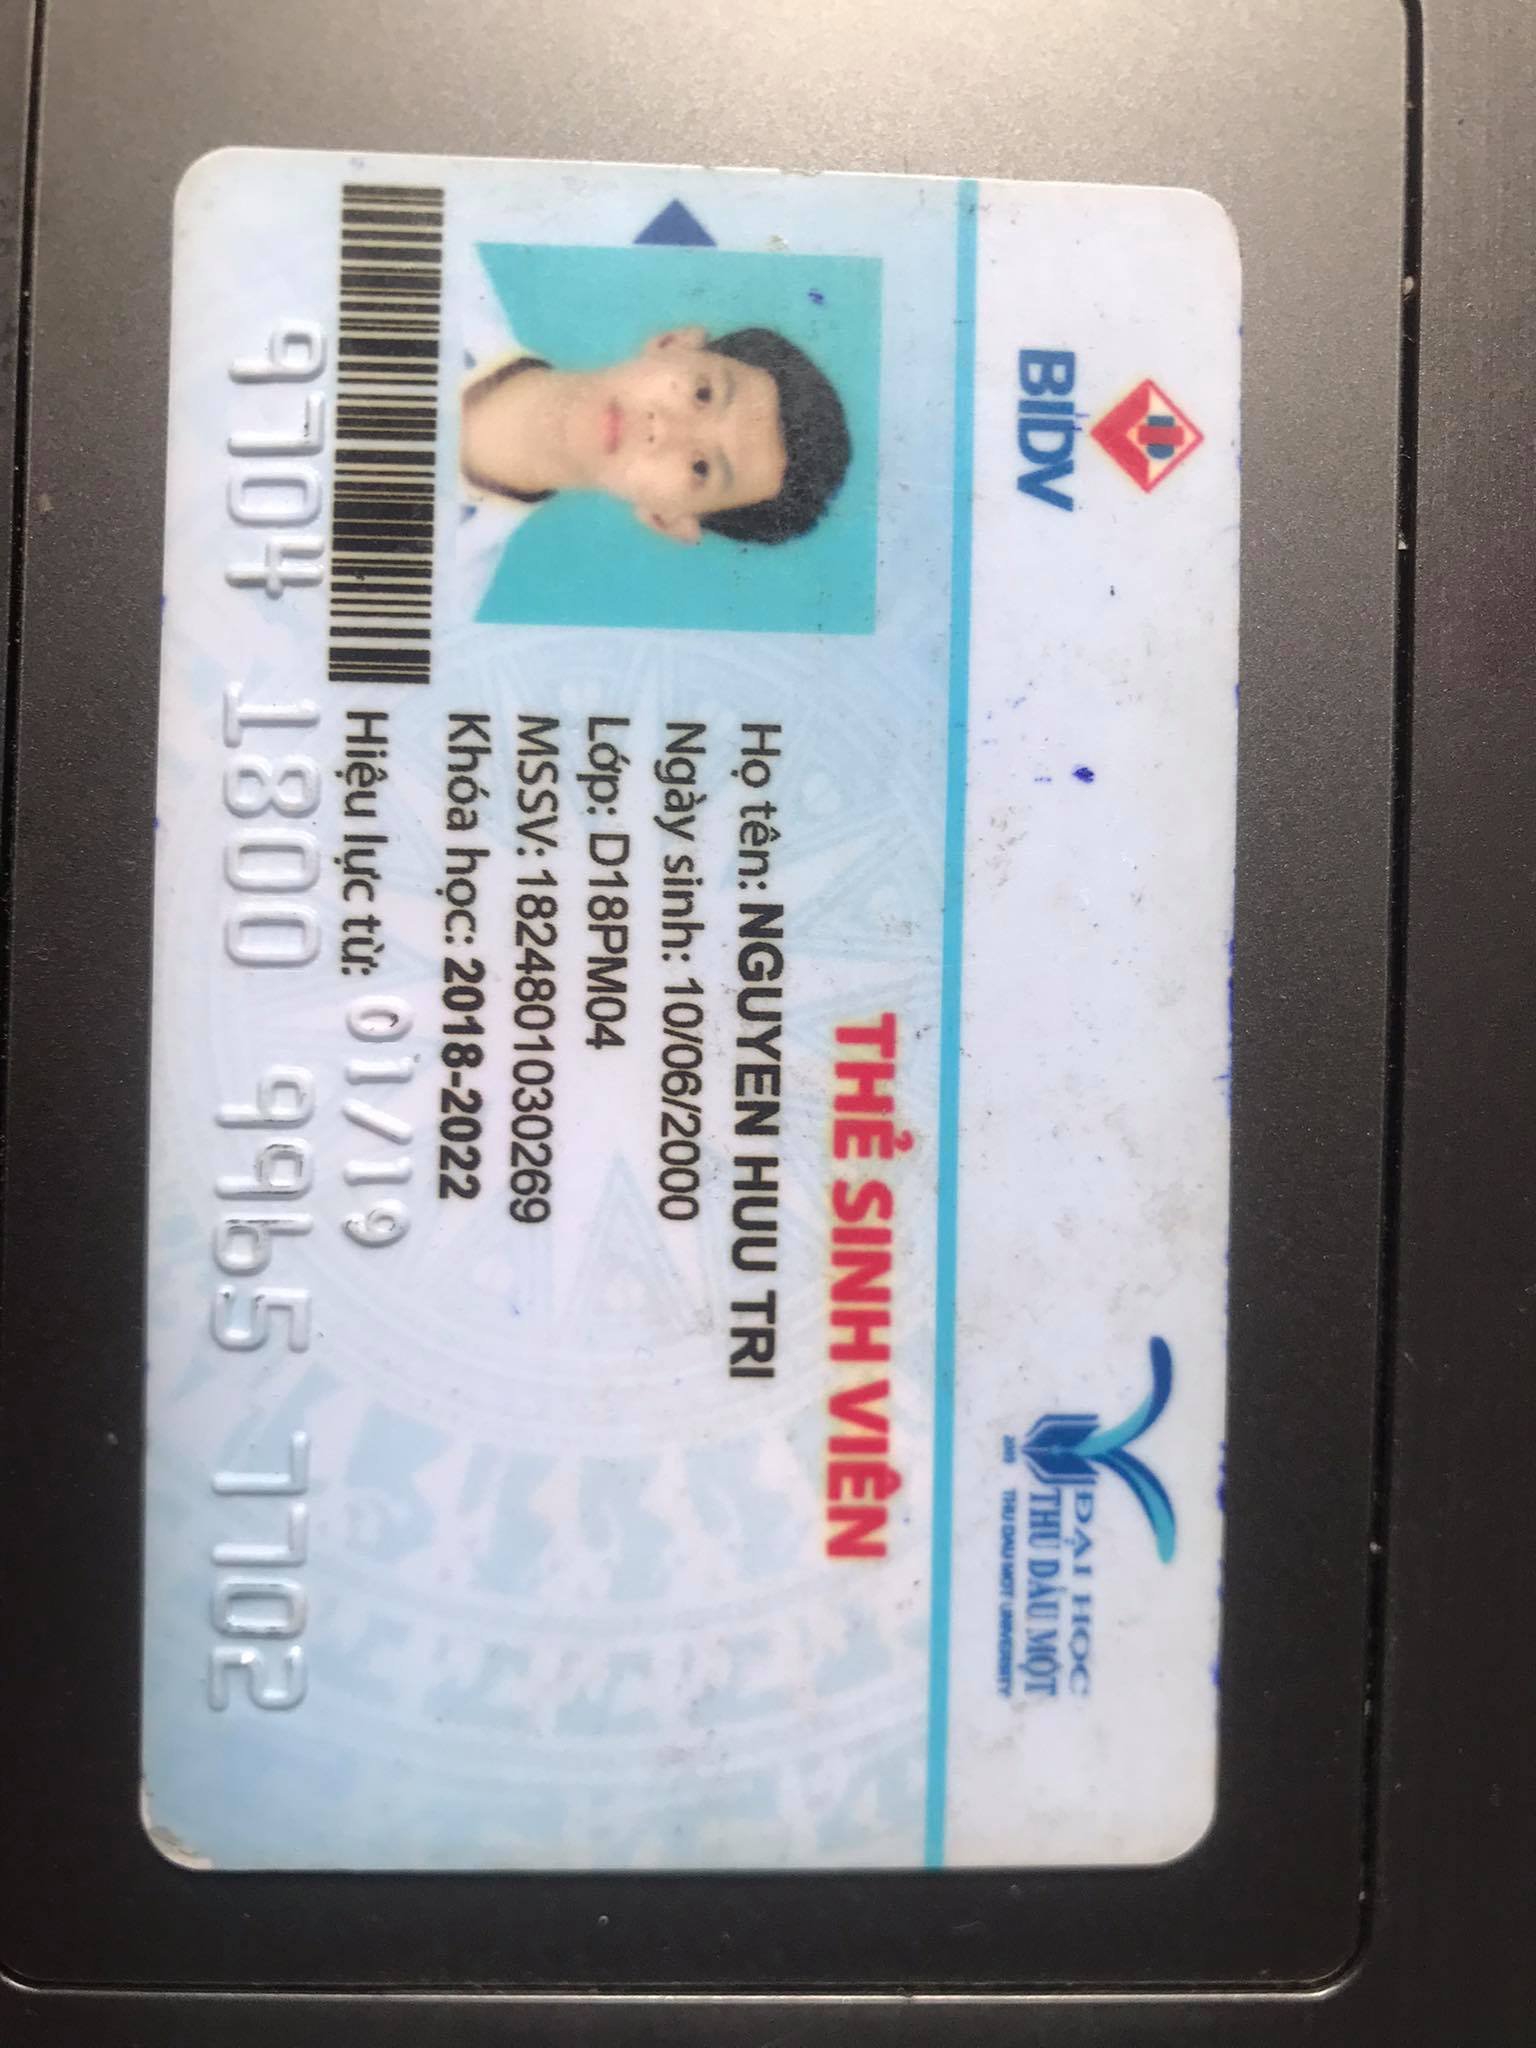 BIDV
ĐẠI HỌC
THỦ DẦU MỘT
2009 THU DAU MOT UNIVERSITY
THẺ SINH VIÊN
Họ tên: NGUYEN HUU TRI
Ngày sinh: 10/06/2000
Lớp: D18PM04
MSSV: 1824801030269
Khóa học: 2018-2022
Hiệu lực từ: 01/19
9704 1800 9965 7702